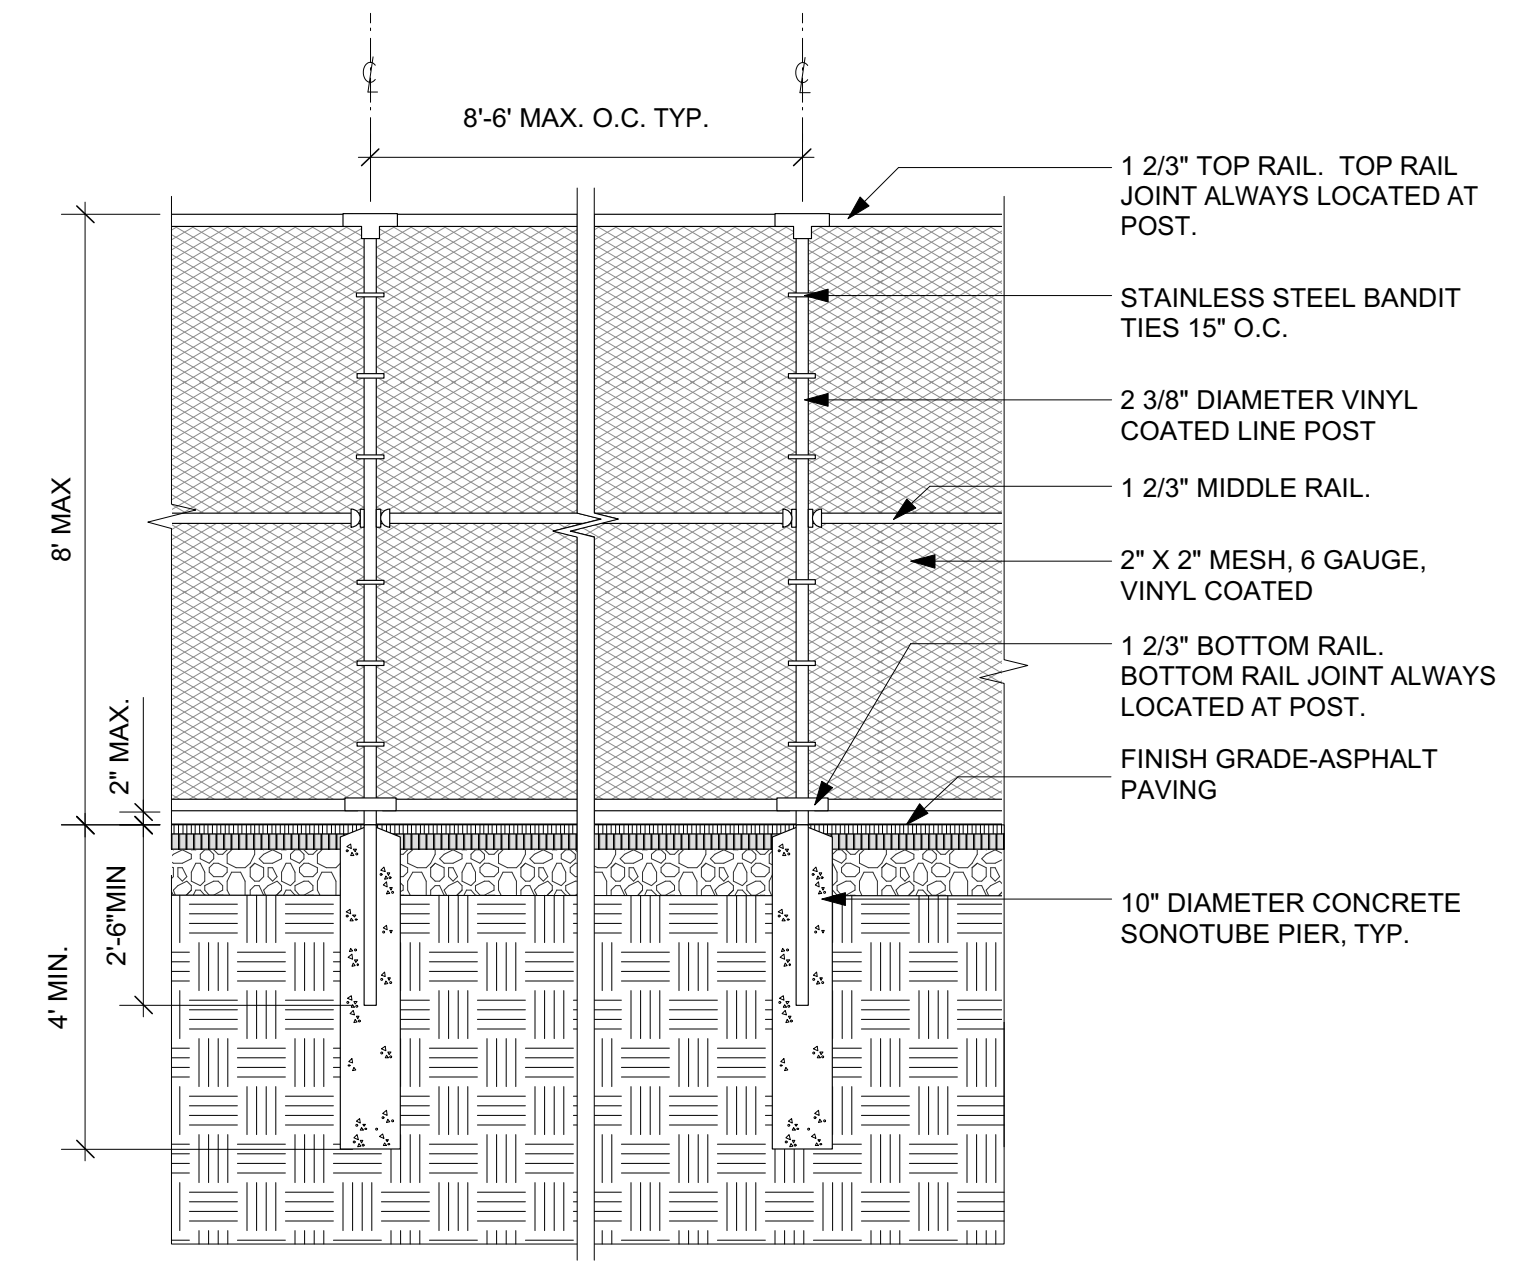 ℄
℄
8'-6' MAX. O.C. TYP.
1 2/3" TOP RAIL. TOP RAIL
JOINT ALWAYS LOCATED AT
POST.
STAINLESS STEEL BANDIT
TIES 15" O.C.
2 3/8" DIAMETER VINYL
COATED LINE POST
1 2/3" MIDDLE RAIL.
2" X 2" MESH, 6 GAUGE,
VINYL COATED
1 2/3" BOTTOM RAIL.
BOTTOM RAIL JOINT ALWAYS
LOCATED AT POST.
FINISH GRADE-ASPHALT
PAVING
10" DIAMETER CONCRETE
SONOTUBE PIER, TYP.
8' MAX
2" MAX.
2'-6"MIN
4' MIN.